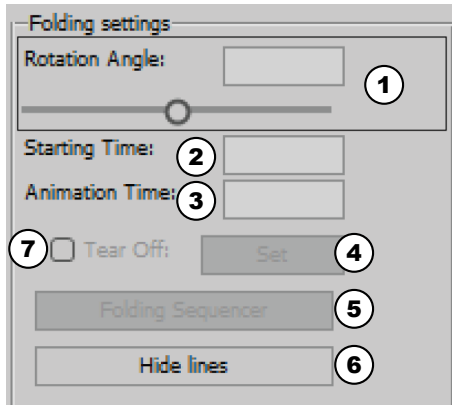 Folding settings
Rotation Angle:
1
Starting Time: 2
Animation Time: 3
7 Tear Off: Set 4
Folding Sequencer 5
Hide lines 6